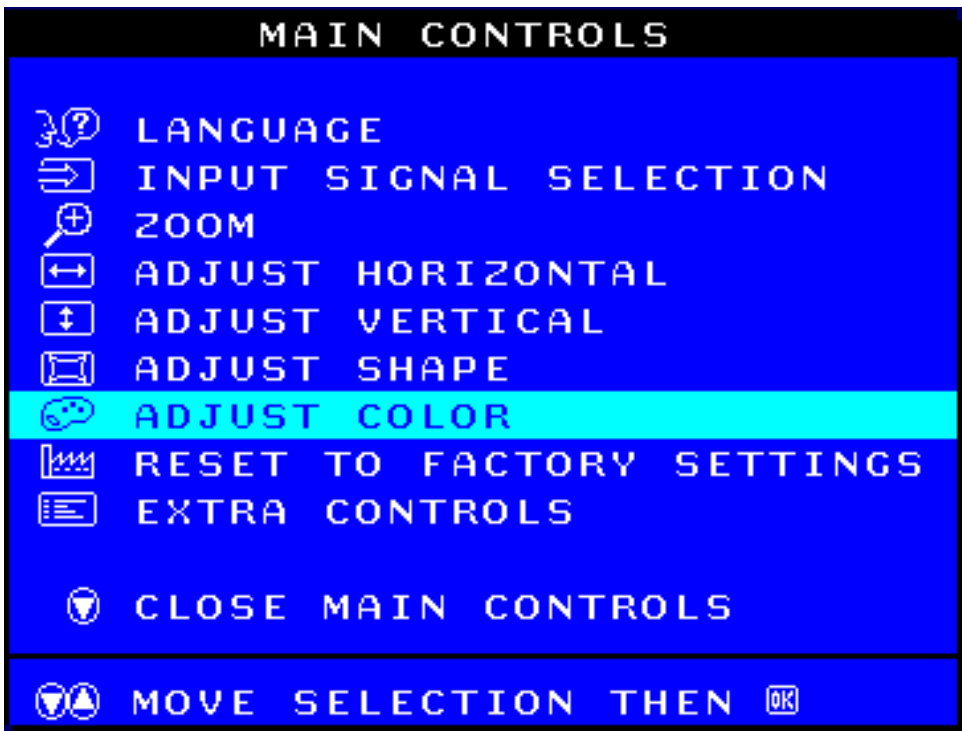 MAIN CONTROLS
LANGUAGE
INPUT SIGNAL SELECTION
ZOOM
ADJUST HORIZONTAL
ADJUST VERTICAL
ADJUST SHAPE
ADJUST COLOR
RESET TO FACTORY SETTINGS
EXTRA CONTROLS
CLOSE MAIN CONTROLS
MOVE SELECTION THEN OK